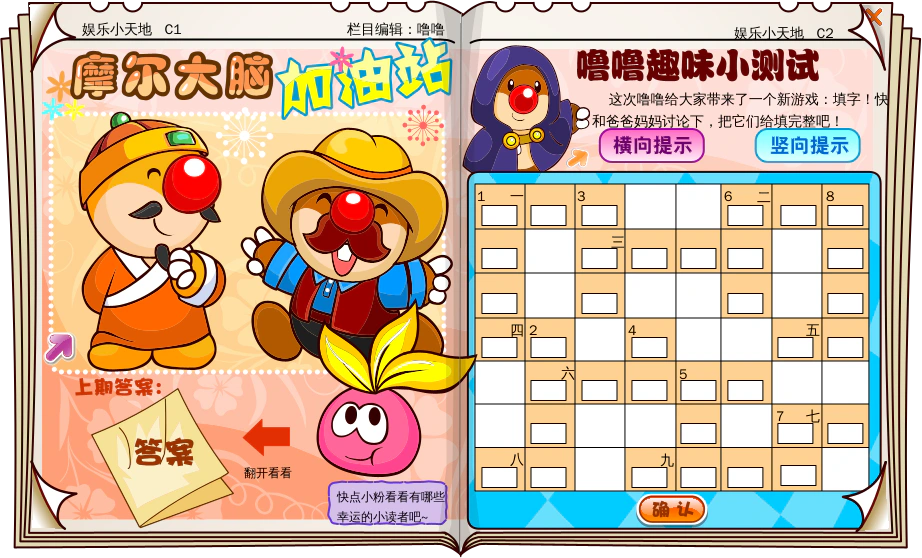 娱乐小天地 C1
栏目编辑：噜噜
摩尔大脑加油站
上期答案：
答案
翻开看看
快点小粉看看有哪些
幸运的小读者吧~
娱乐小天地 C2
噜噜趣味小测试
这次噜噜给大家带来了一个新游戏：填字！快
和爸爸妈妈讨论下，把它们给填完整吧！
横向提示 竖向提示
1 一 3 6 二 8
三
四 2 4 五
六 5
7 七
八 九
确认